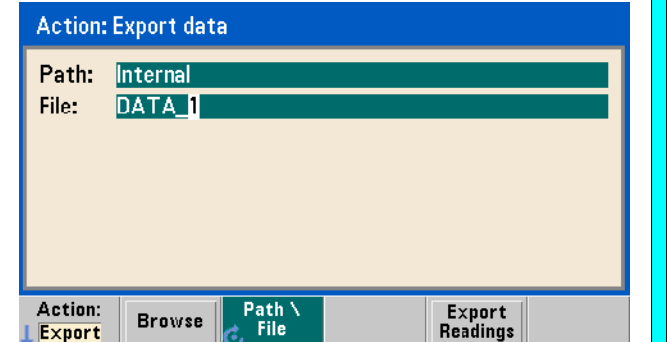 Action: Export data
Path: Internal
File: DATA_1
Action:
Export
Browse
Path \
File
Export
Readings